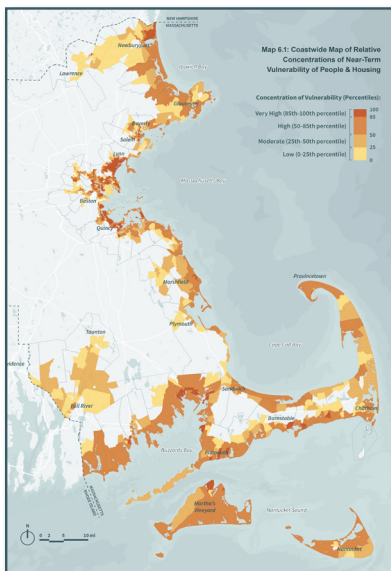 NEW HAMPSHIRE
MASSACHUSETTS
Map 6.1: Coastwide Map of Relative
Concentrations of Near-Term
Vulnerability of People & Housing
Newburyport
Ipswich Bay
Lawrence
Gloucester
Concentration of Vulnerability (Percentiles):
Very High (85th-100th percentile)
High (50-85th percentile)
Moderate (25th-50th percentile)
Low (0-25th percentile)
100
85
50
25
0
Beverly
Salem
Lynn
Massachusetts Bay
Boston
Quincy
Provincetown
Marshfield
Plymouth
Taunton
Cape Cod Bay
idence
Sandwich
Fall River
Barnstable
Chatham
Buzzards Bay
Falmouth
MASSACHUSETTS
RHODE ISLAND
Martha's
Vineyard
Nantucket Sound
N
0 2 5 10 mi
Nantucket